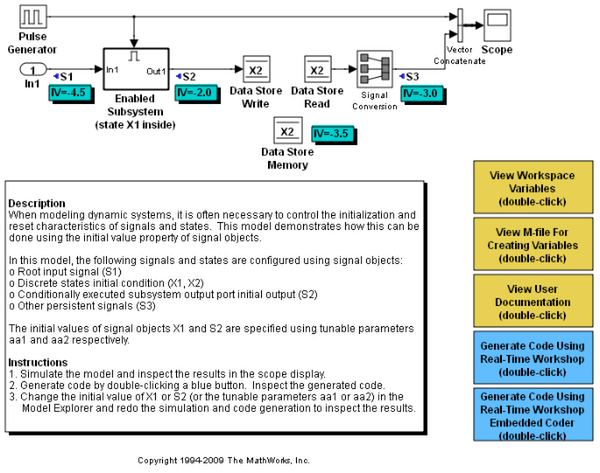 Pulse
Generator
1
In1
S1
IV=-4.5
In1
Out1
Enabled
Subsystem
(state X1 inside)
S2
IV=-2.0
X2
Data Store
Write
X2
Data Store
Read
Signal
Conversion
S3
IV=-3.0
Vector
Concatenate
Scope
X2
IV=-3.5
Data Store
Memory
Description
When modeling dynamic systems, it is often necessary to control the initialization and
reset characteristics of signals and states. This model demonstrates how this can be
done using the initial value property of signal objects.
In this model, the following signals and states are configured using signal objects:
o Root input signal (S1)
o Discrete states initial condition (X1, X2)
o Conditionally executed subsystem output port initial output (S2)
o Other persistent signals (S3)
The initial values of signal objects X1 and S2 are specified using tunable parameters
aa1 and aa2 respectively.
Instructions
1. Simulate the model and inspect the results in the scope display.
2. Generate code by double-clicking a blue button. Inspect the generated code.
3. Change the initial value of X1 or S2 (or the tunable parameters aa1 or aa2) in the
Model Explorer and redo the simulation and code generation to inspect the results.
View Workspace
Variables
(double-click)
View M-file For
Creating Variables
(double-click)
View User
Documentation
(double-click)
Generate Code Using
Real-Time Workshop
(double-click)
Generate Code Using
Real-Time Workshop
Embedded Coder
(double-click)
Copyright 1994-2009 The MathWorks, Inc.